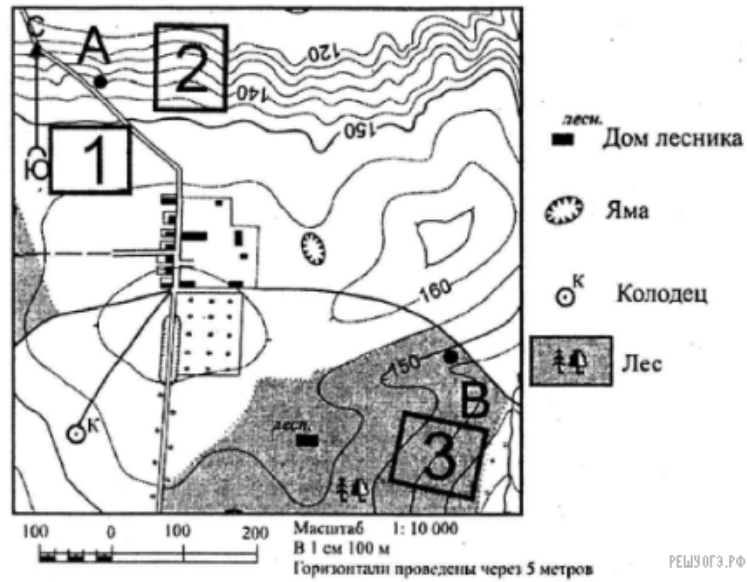 С
А
2
120
140
150
лесн.
Дом лесника
Ю
1
Яма
160
К
Колодец
150
Лес
В
К
лесн.
3
100 0 100 200
Масштаб 1: 10 000
В 1 см 100 м
Горизонтали проведены через 5 метров
РЕШУОГЭ.РФ